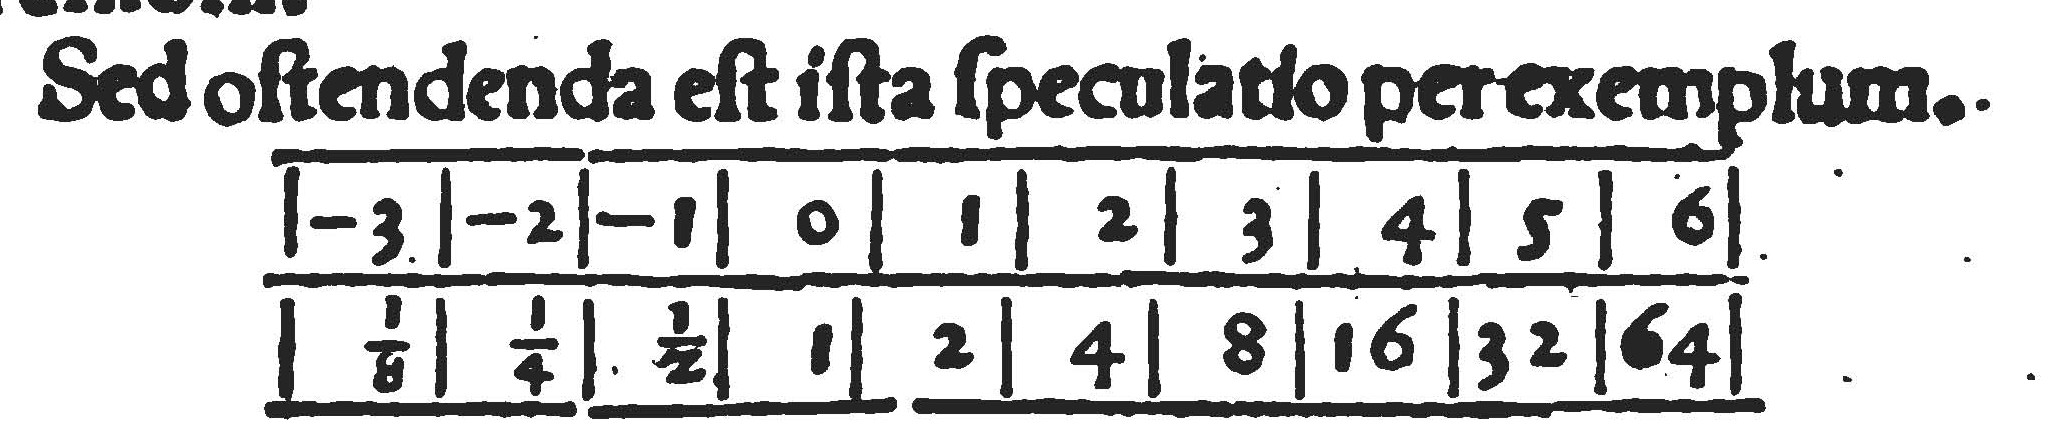 Sed oſtendenda eſt iſta ſpeculatio per exemplum.
-3 -2 -1 0 1 2 3 4 5 6
1/8 1/4 1/2 1 2 4 8 16 32 64